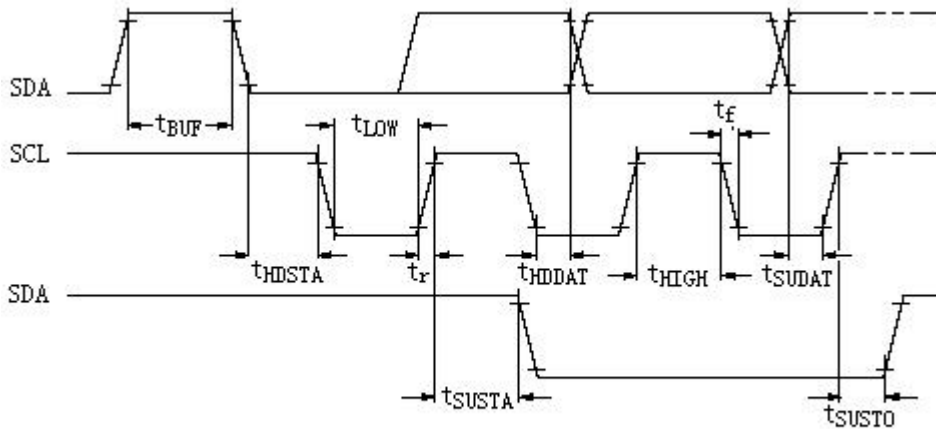 SDA
tBUF
tLOW
tf
SCL
tHDSTA
tr
tHDDAT
tHIGH
tSUDAT
SDA
tSUSTA
tSUSTO